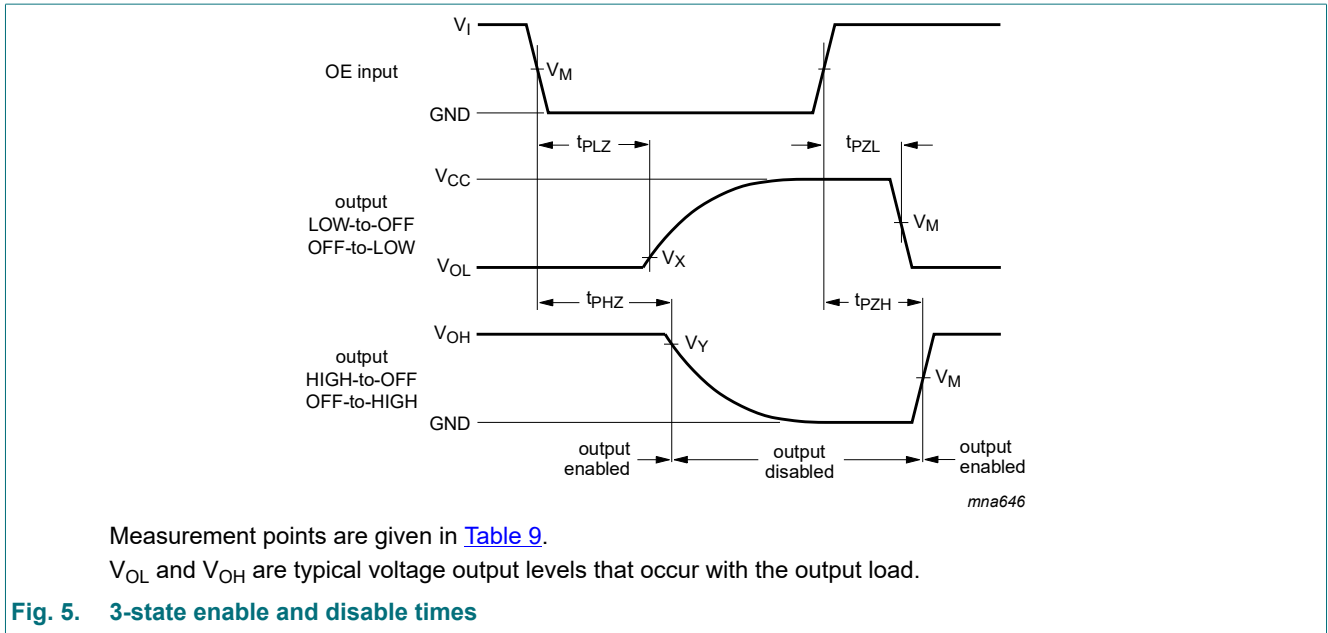 V_I
OE input
V_M
GND
t_PLZ
t_PZL
V_CC
output
LOW-to-OFF
OFF-to-LOW
V_M
V_X
V_OL
t_PHZ
t_PZH
V_OH
V_Y
output
HIGH-to-OFF
OFF-to-HIGH
V_M
GND
output
enabled
output
disabled
output
enabled
mna646
Measurement points are given in Table 9.
V_OL and V_OH are typical voltage output levels that occur with the output load.
Fig. 5. 3-state enable and disable times